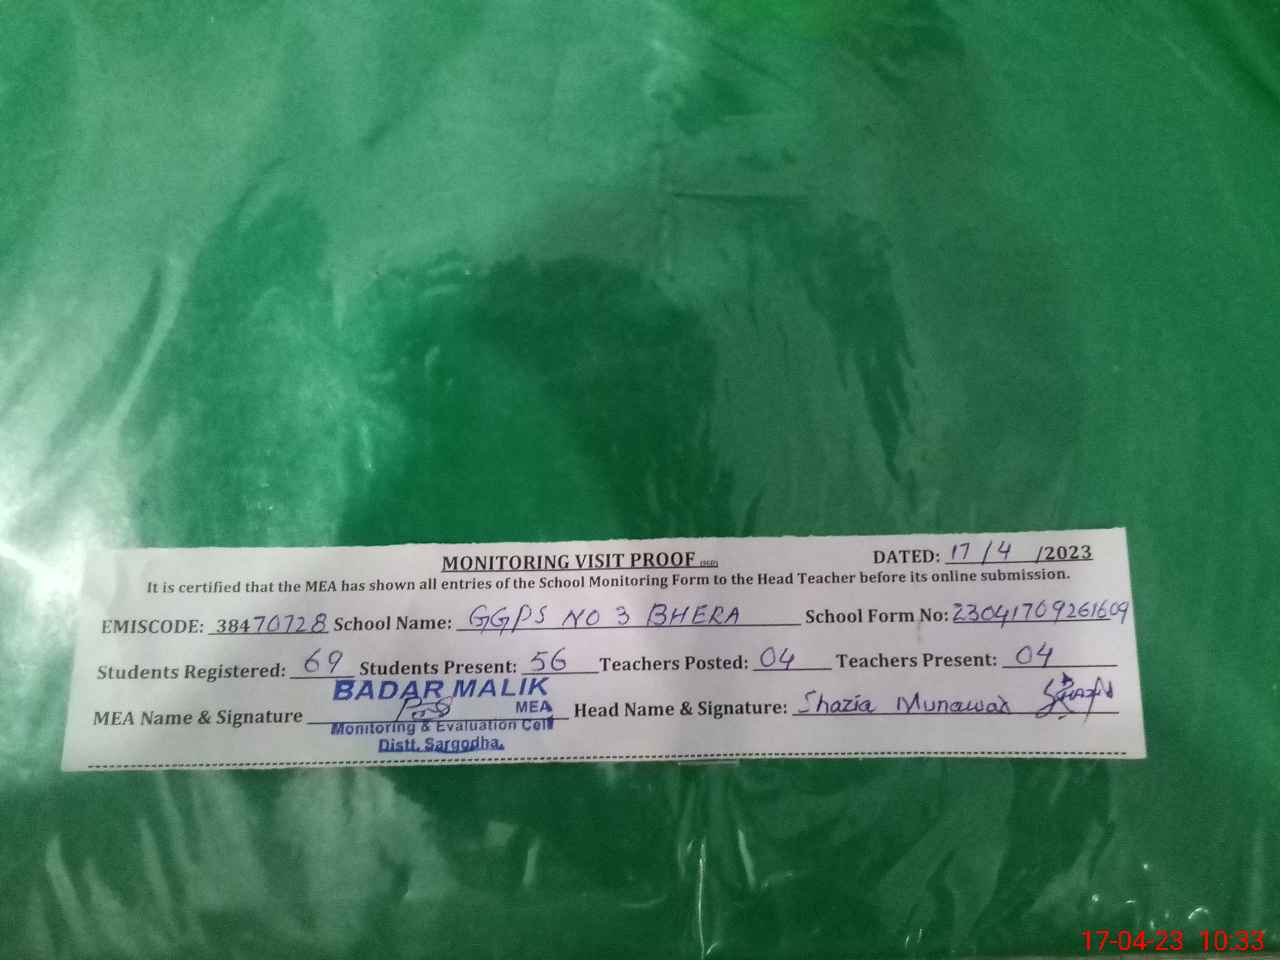 MONITORING VISIT PROOF
DATED: 17/4/2023
It is certified that the MEA has shown all entries of the School Monitoring Form to the Head Teacher before its online submission.
EMISCODE: 38470728 School Name: GGPS NO 3 BHERA School Form No: 23041709261609
Students Registered: 69 Students Present: 56 Teachers Posted: 04 Teachers Present: 04
BADAR MALIK
MEA Name & Signature MEA Head Name & Signature: Shazia Munawar
Monitoring & Evaluation Cell
Distt. Sargodha.
17-04-23 10:33